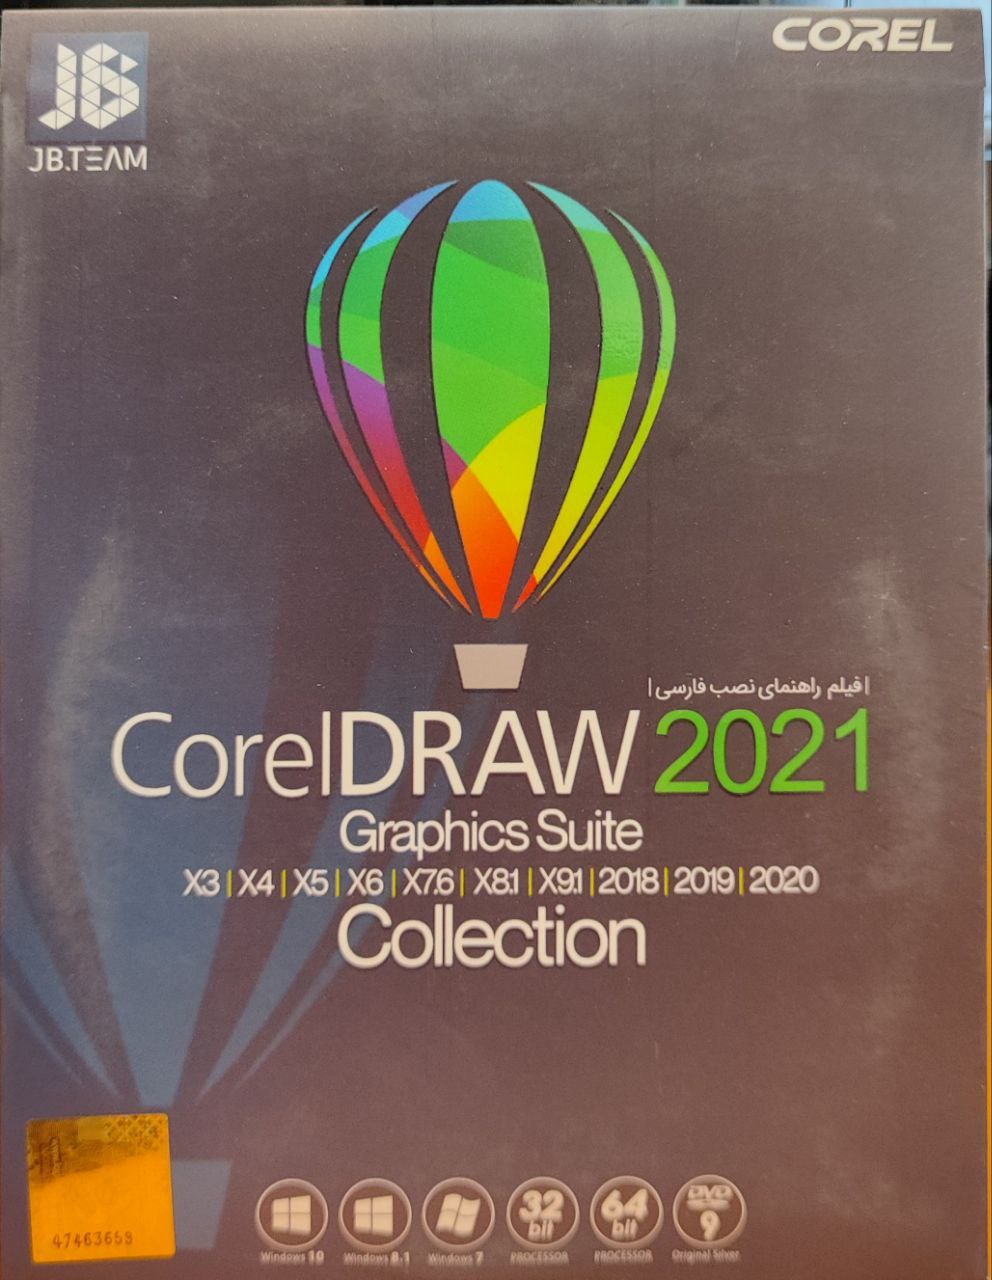 COREL
JB.TEAM
|فیلم راهنمای نصب فارسی|
CorelDRAW 2021
Graphics Suite
X3 | X4 | X5 | X6 | X7.6 | X8.1 | X9.1 | 2018 | 2019 | 2020
Collection
47463659
32 bit
64 bit
DVD 9
Windows 10
Windows 8.1
Windows 7
PROCESSOR
PROCESSOR
Original Silver